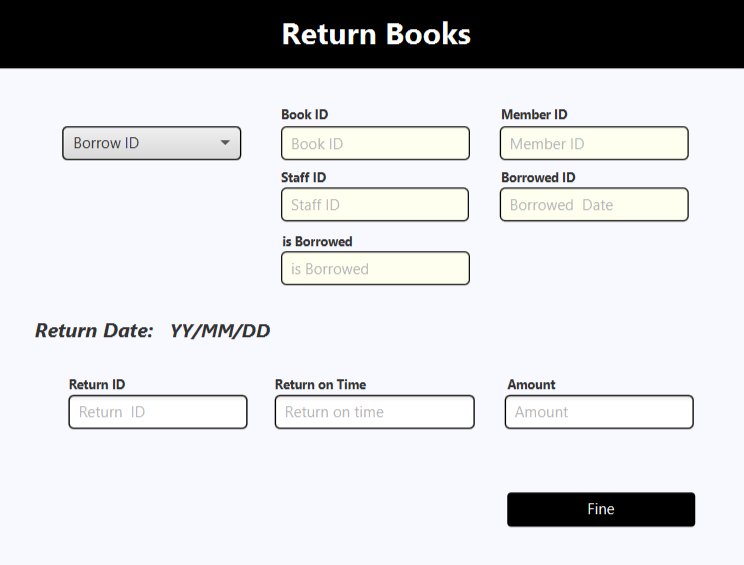 Return Books
Book ID
Member ID
Borrow ID
Book ID
Member ID
Staff ID
Borrowed ID
Staff ID
Borrowed  Date
is Borrowed
is Borrowed
Return Date:   YY/MM/DD
Return ID
Return on Time
Amount
Return  ID
Return on time
Amount
Fine